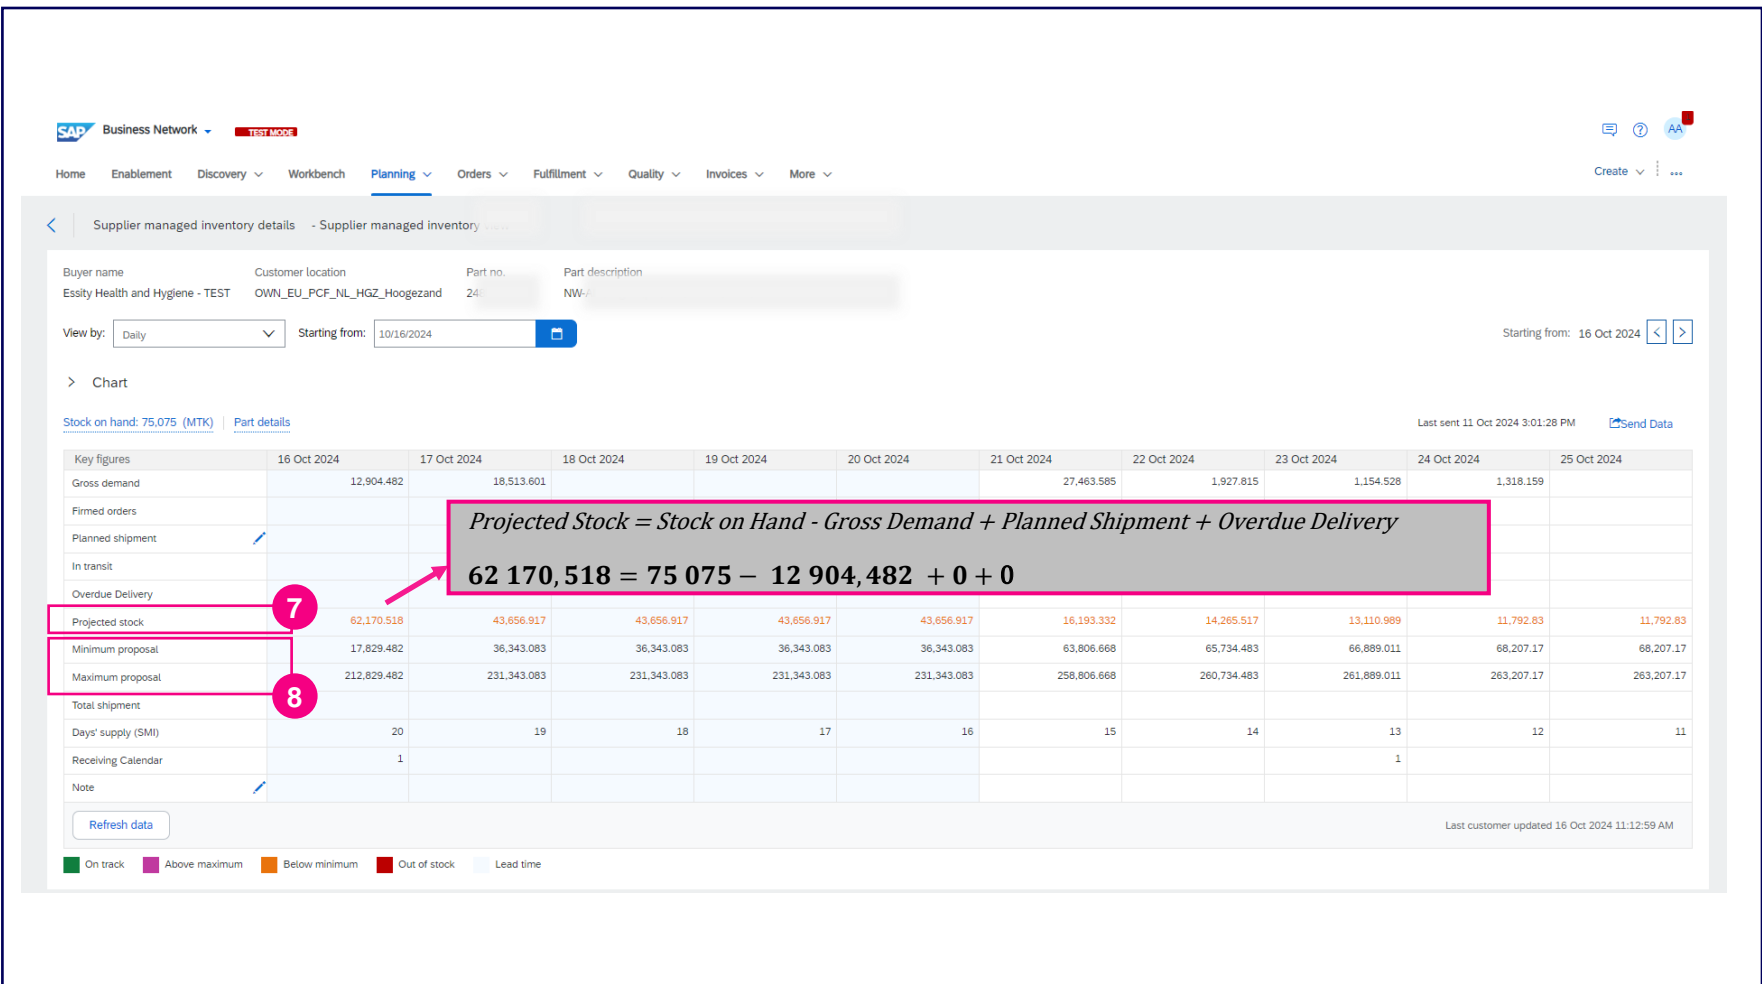 SAP Business Network TEST MODE AA
Home Enablement Discovery Workbench Planning Orders Fulfillment Quality Invoices More Create
Supplier managed inventory details - Supplier managed inventory
Buyer name Customer location Part no. Part description
Essity Health and Hygiene - TEST OWN_EU_PCF_NL_HGZ_Hoogezand 24 NW-
View by: Daily Starting from: 10/16/2024 Starting from: 16 Oct 2024
Chart
Stock on hand: 75,075 (MTK) Part details Last sent 11 Oct 2024 3:01:28 PM Send Data
Key figures 16 Oct 2024 17 Oct 2024 18 Oct 2024 19 Oct 2024 20 Oct 2024 21 Oct 2024 22 Oct 2024 23 Oct 2024 24 Oct 2024 25 Oct 2024
Gross demand 12,904.482 18,513.601 27,463.585 1,927.815 1,154.528 1,318.159
Firmed orders
Projected Stock = Stock on Hand - Gross Demand + Planned Shipment + Overdue Delivery
Planned shipment
In transit
62 170,518 = 75 075 − 12 904,482 + 0 + 0
Overdue Delivery
7
Projected stock 62,170.518 43,656.917 43,656.917 43,656.917 43,656.917 16,193.332 14,265.517 13,110.989 11,792.83 11,792.83
Minimum proposal 17,829.482 36,343.083 36,343.083 36,343.083 36,343.083 63,806.668 65,734.483 66,889.011 68,207.17 68,207.17
Maximum proposal 212,829.482 231,343.083 231,343.083 231,343.083 231,343.083 258,806.668 260,734.483 261,889.011 263,207.17 263,207.17
8
Total shipment
Days' supply (SMI) 20 19 18 17 16 15 14 13 12 11
Receiving Calendar 1 1
Note
Refresh data Last customer updated 16 Oct 2024 11:12:59 AM
On track Above maximum Below minimum Out of stock Lead time